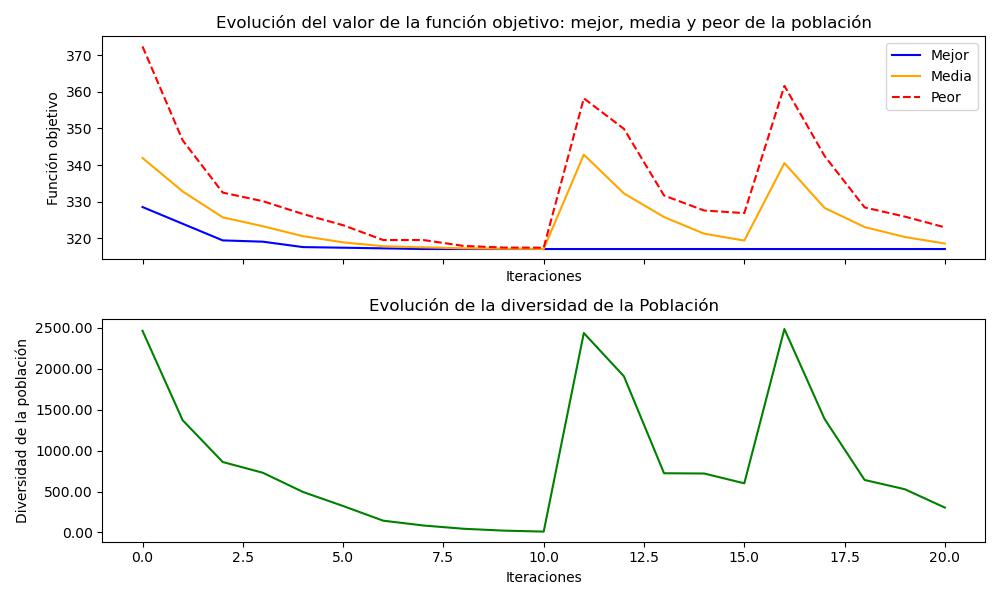 Evolución del valor de la función objetivo: mejor, media y peor de la población
Función objetivo
370
360
350
340
330
320
Mejor
Media
Peor
Iteraciones
Evolución de la diversidad de la Población
Diversidad de la población
2500.00
2000.00
1500.00
1000.00
500.00
0.00
0.0 2.5 5.0 7.5 10.0 12.5 15.0 17.5 20.0
Iteraciones